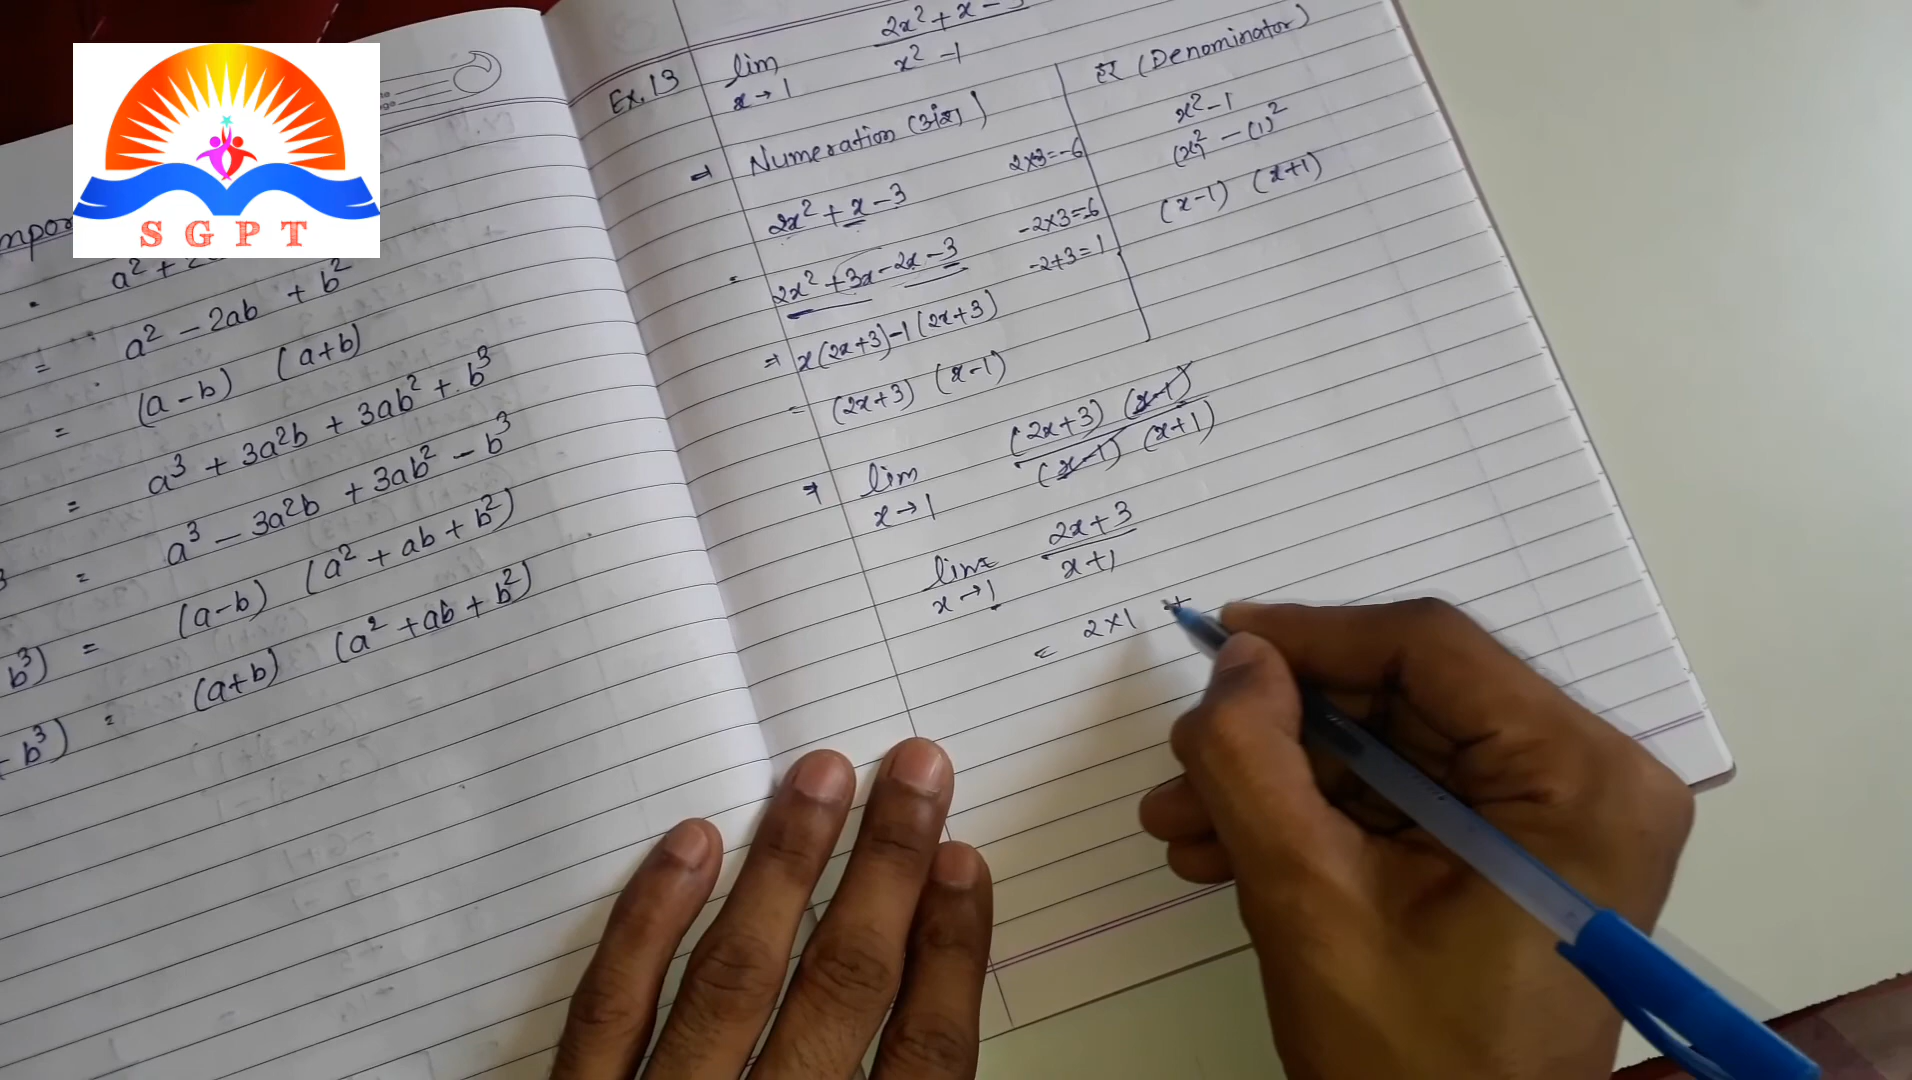 SGPT
a² - 2ab + b²
= (a-b) (a+b)
= a³ + 3a²b + 3ab² + b³
= a³ - 3a²b + 3ab² - b³
b³) = (a-b) (a² + ab + b²)
b³) = (a+b) (a² + ab + b²)
Ex. 13 lim x→1 2x² + x - 3 / x² - 1
⇒ Numeration (अंश)
2x² + x - 3 2×3=-6
= 2x² + 3x - 2x - 3 -2×3=-6
-2+3=1
⇒ x(2x+3) -1(2x+3)
= (2x+3) (x-1)
हर (Denominator)
x² - 1
(x)² - (1)²
(x-1) (x+1)
⇒ lim x→1 (2x+3) (x-1) / (x-1) (x+1)
lim x→1 2x+3 / x+1
= 2×1 +